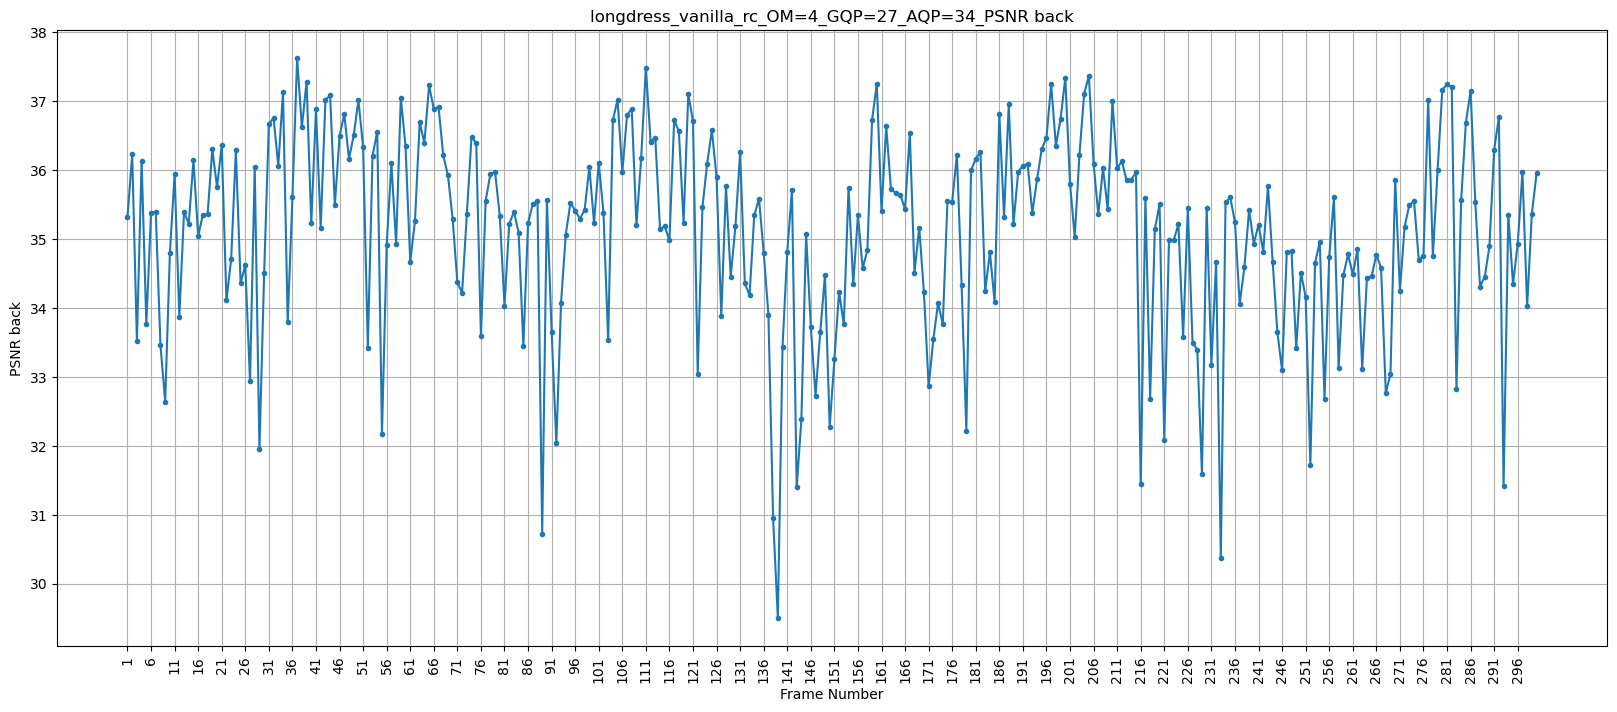 longdress_vanilla_rc_OM=4_GQP=27_AQP=34_PSNR back
38
37
36
35
34
33
32
31
30
PSNR back
1 6 11 16 21 26 31 36 41 46 51 56 61 66 71 76 81 86 91 96 101 106 111 116 121 126 131 136 141 146 151 156 161 166 171 176 181 186 191 196 201 206 211 216 221 226 231 236 241 246 251 256 261 266 271 276 281 286 291 296
Frame Number